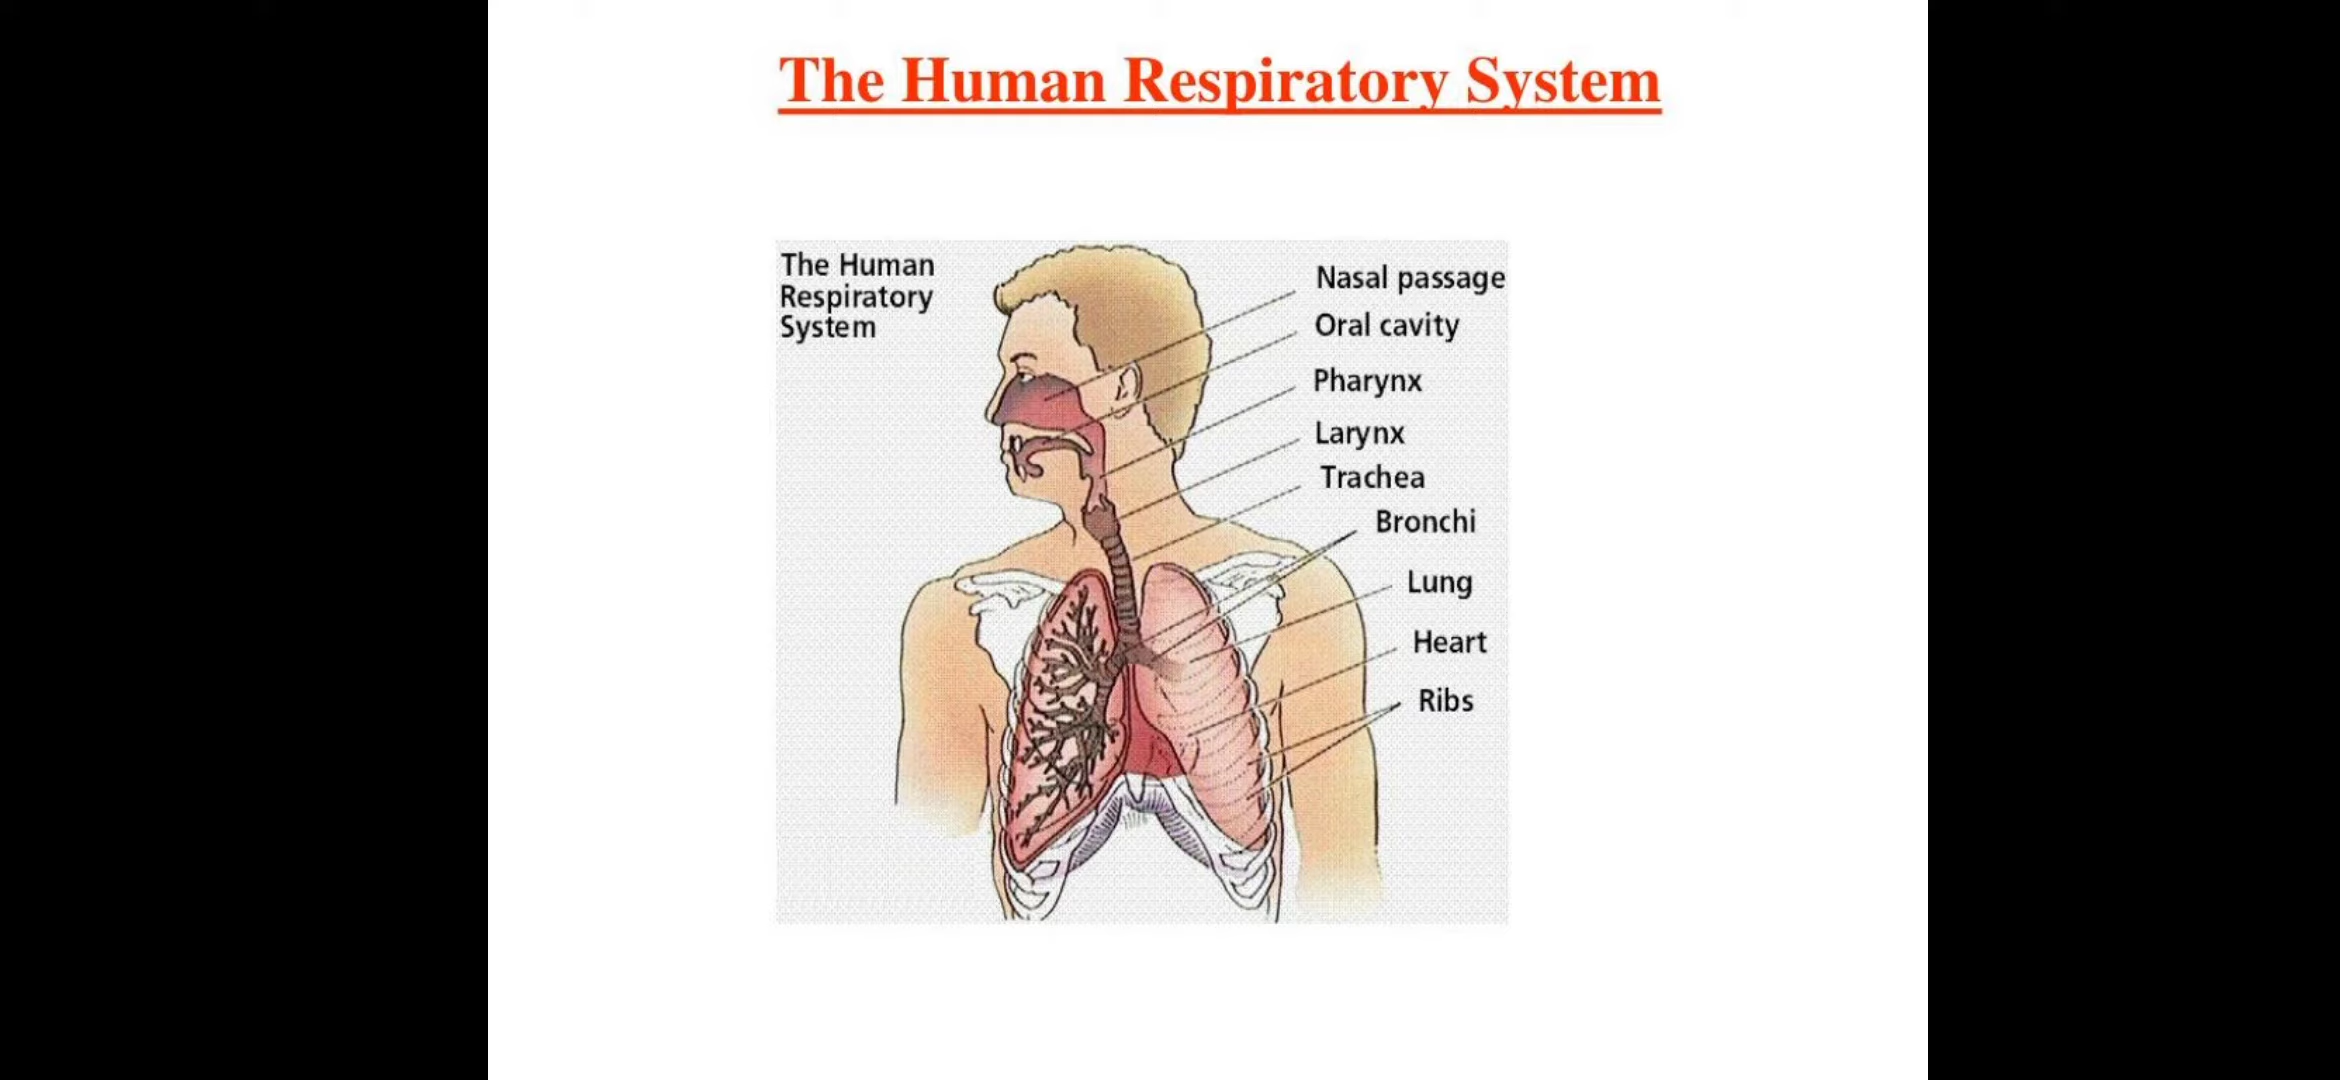 The Human Respiratory System
The Human
Respiratory
System
Nasal passage
Oral cavity
Pharynx
Larynx
Trachea
Bronchi
Lung
Heart
Ribs